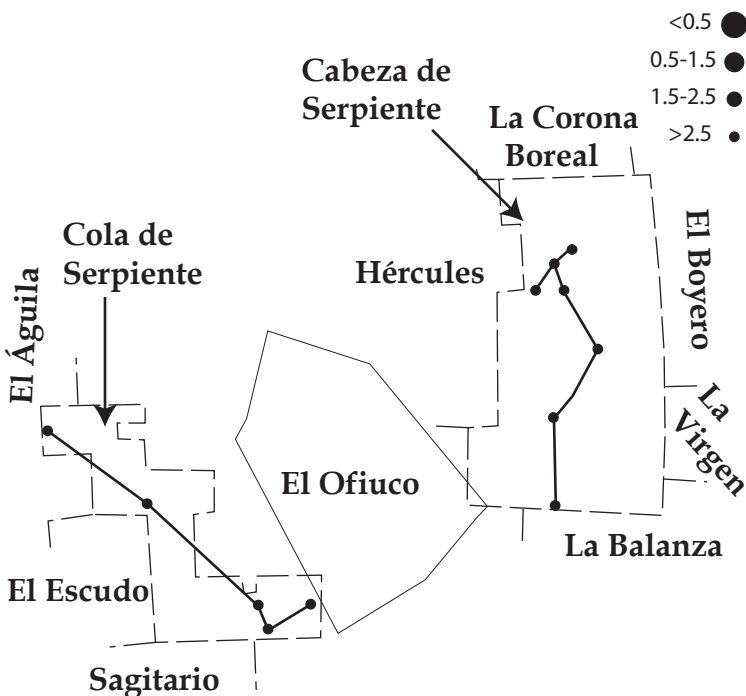 <0.5
0.5-1.5
1.5-2.5
>2.5
Cabeza de
Serpiente
La Corona
Boreal
Cola de
Serpiente
Hércules
El Boyero
El Águila
La
Virgen
El Ofiuco
La Balanza
El Escudo
Sagitario